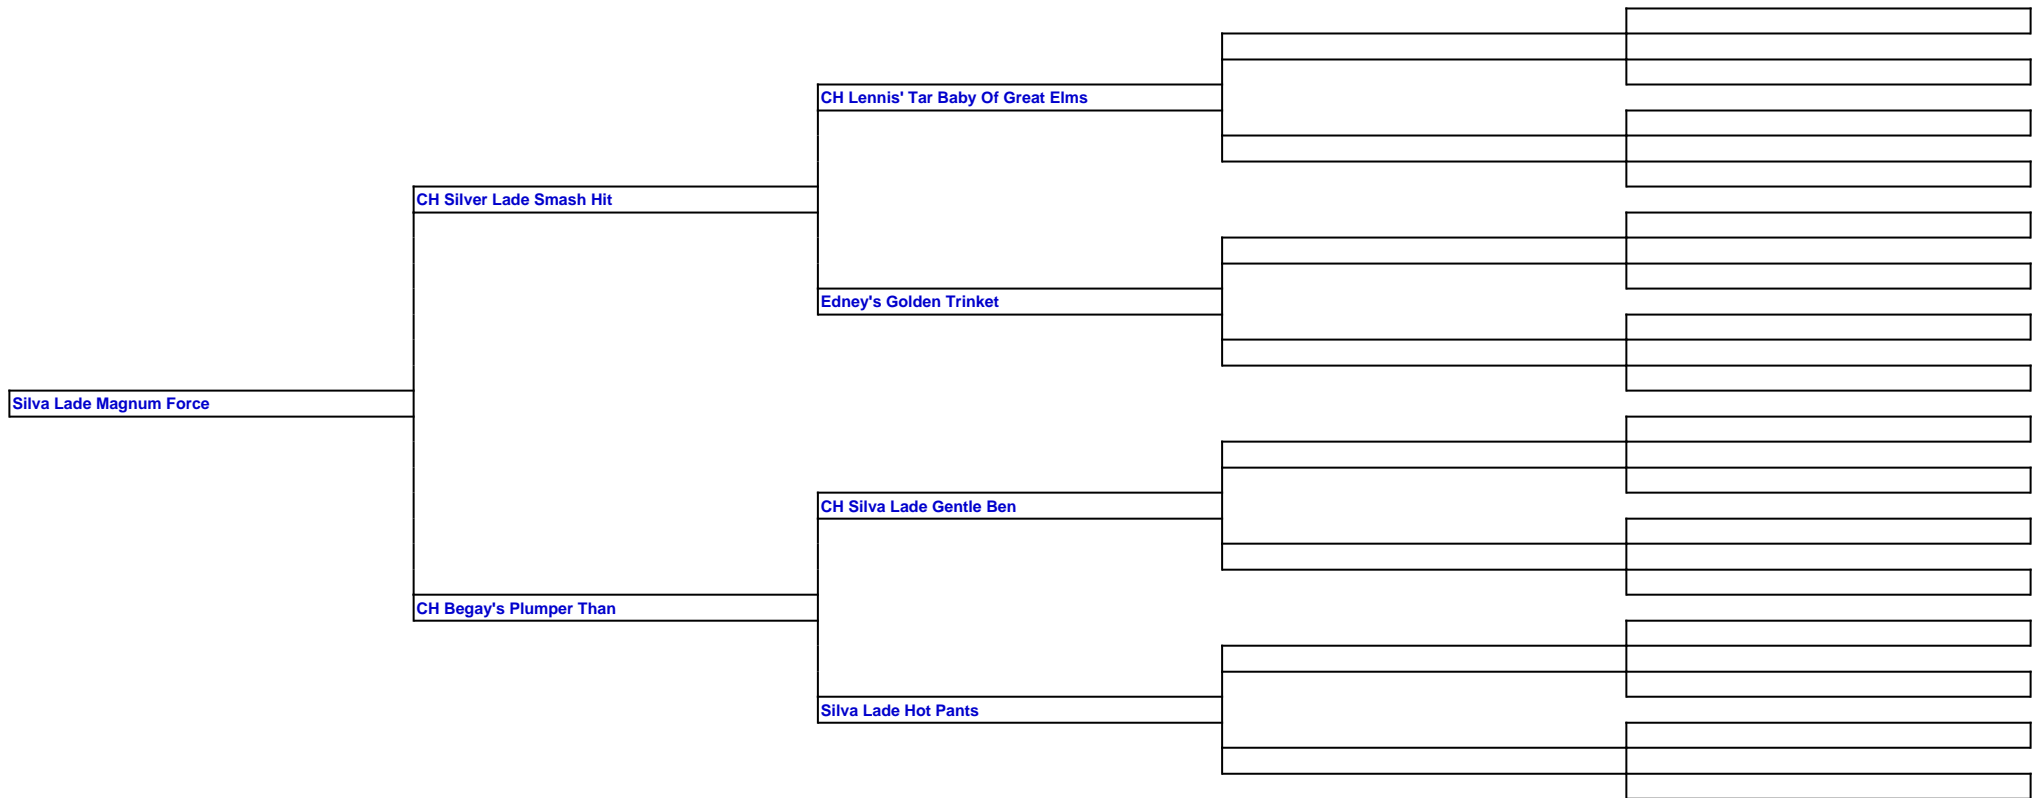 CH Lennis' Tar Baby Of Great Elms
CH Silver Lade Smash Hit
Edney's Golden Trinket
Silva Lade Magnum Force
CH Silva Lade Gentle Ben
CH Begay's Plumper Than
Silva Lade Hot Pants